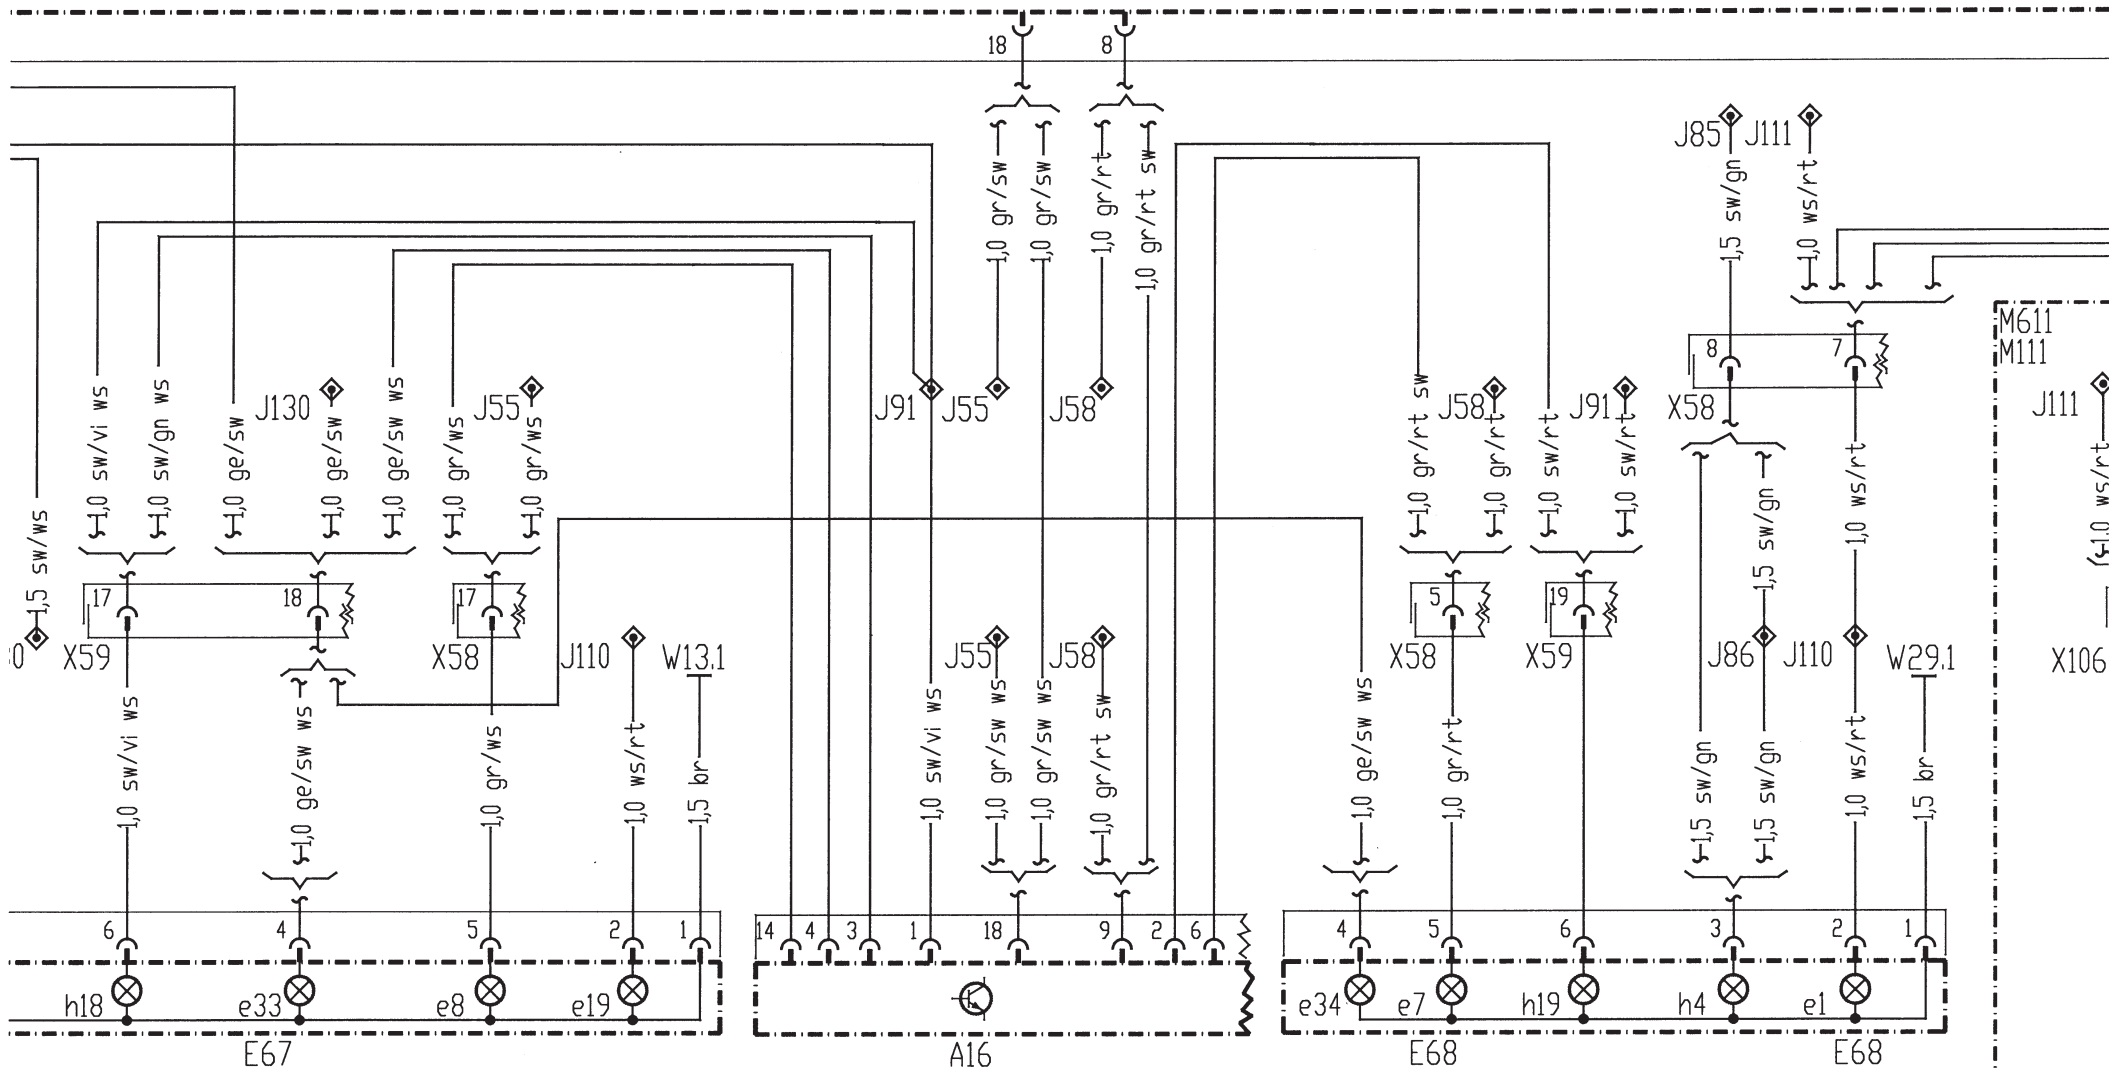 18
8
J85
J111
1,5 sw/gn
1,0 ws/rt
1,0 gr/sw
1,0 gr/sw
1,0 gr/rt
1,0 gr/rt sw
M611
M111
8
7
X58
J111
1,0 ws/rt
X106
1,5 sw/ws
1,0 sw/vi ws
1,0 sw/gn ws
1,0 ge/sw
J130
1,0 ge/sw
1,0 ge/sw ws
1,0 gr/ws
J55
1,0 gr/ws
J91
J55
J58
1,0 gr/rt sw
J58
1,0 gr/rt
1,0 sw/rt
J91
1,0 sw/rt
1,5 sw/gn
1,0 ws/rt
17
18
X59
17
X58
J110
W13.1
J55
J58
5
X58
19
X59
J86
J110
W29.1
1,0 sw/vi ws
1,0 ge/sw ws
1,0 gr/ws
1,0 ws/rt
1,5 br
1,0 sw/vi ws
1,0 gr/sw ws
1,0 gr/sw ws
1,0 gr/rt sw
1,0 ge/sw ws
1,0 gr/rt
1,5 sw/gn
1,5 sw/gn
1,0 ws/rt
1,5 br
6
4
5
2
1
14
4
3
1
18
9
2
6
4
5
6
3
2
1
h18
e33
e8
e19
e34
e7
h19
h4
e1
E67
A16
E68
E68